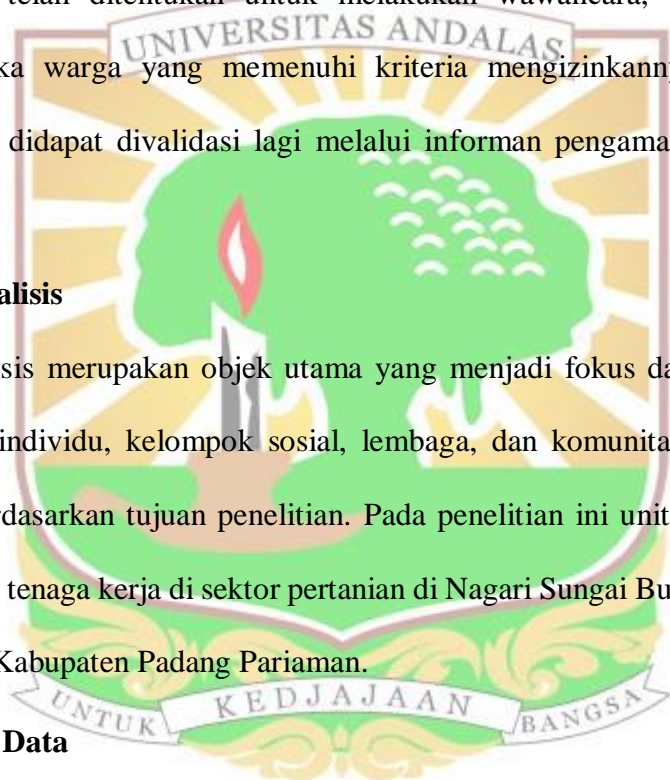 telah ditentukan untuk melakukan wawancara,
UNIVERSITAS ANDALAS
ka warga yang memenuhi kriteria mengizinkanny
didapat divalidasi lagi melalui informan pengama
alisis
sis merupakan objek utama yang menjadi fokus da
individu, kelompok sosial, lembaga, dan komunita
rdasarkan tujuan penelitian. Pada penelitian ini unit
tenaga kerja di sektor pertanian di Nagari Sungai Bu
Kabupaten Padang Pariaman.
UNTUK KEDJAJAAN BANGSA
Data